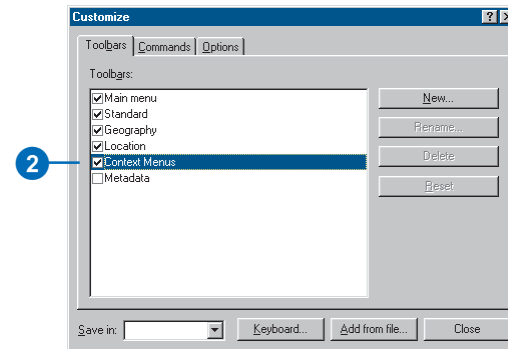 Customize
Toolbars Commands Options
Toolbars:
Main menu
Standard
Geography
Location
Context Menus
Metadata
New...
Rename...
Delete
Reset
2
Save in: Keyboard... Add from file... Close